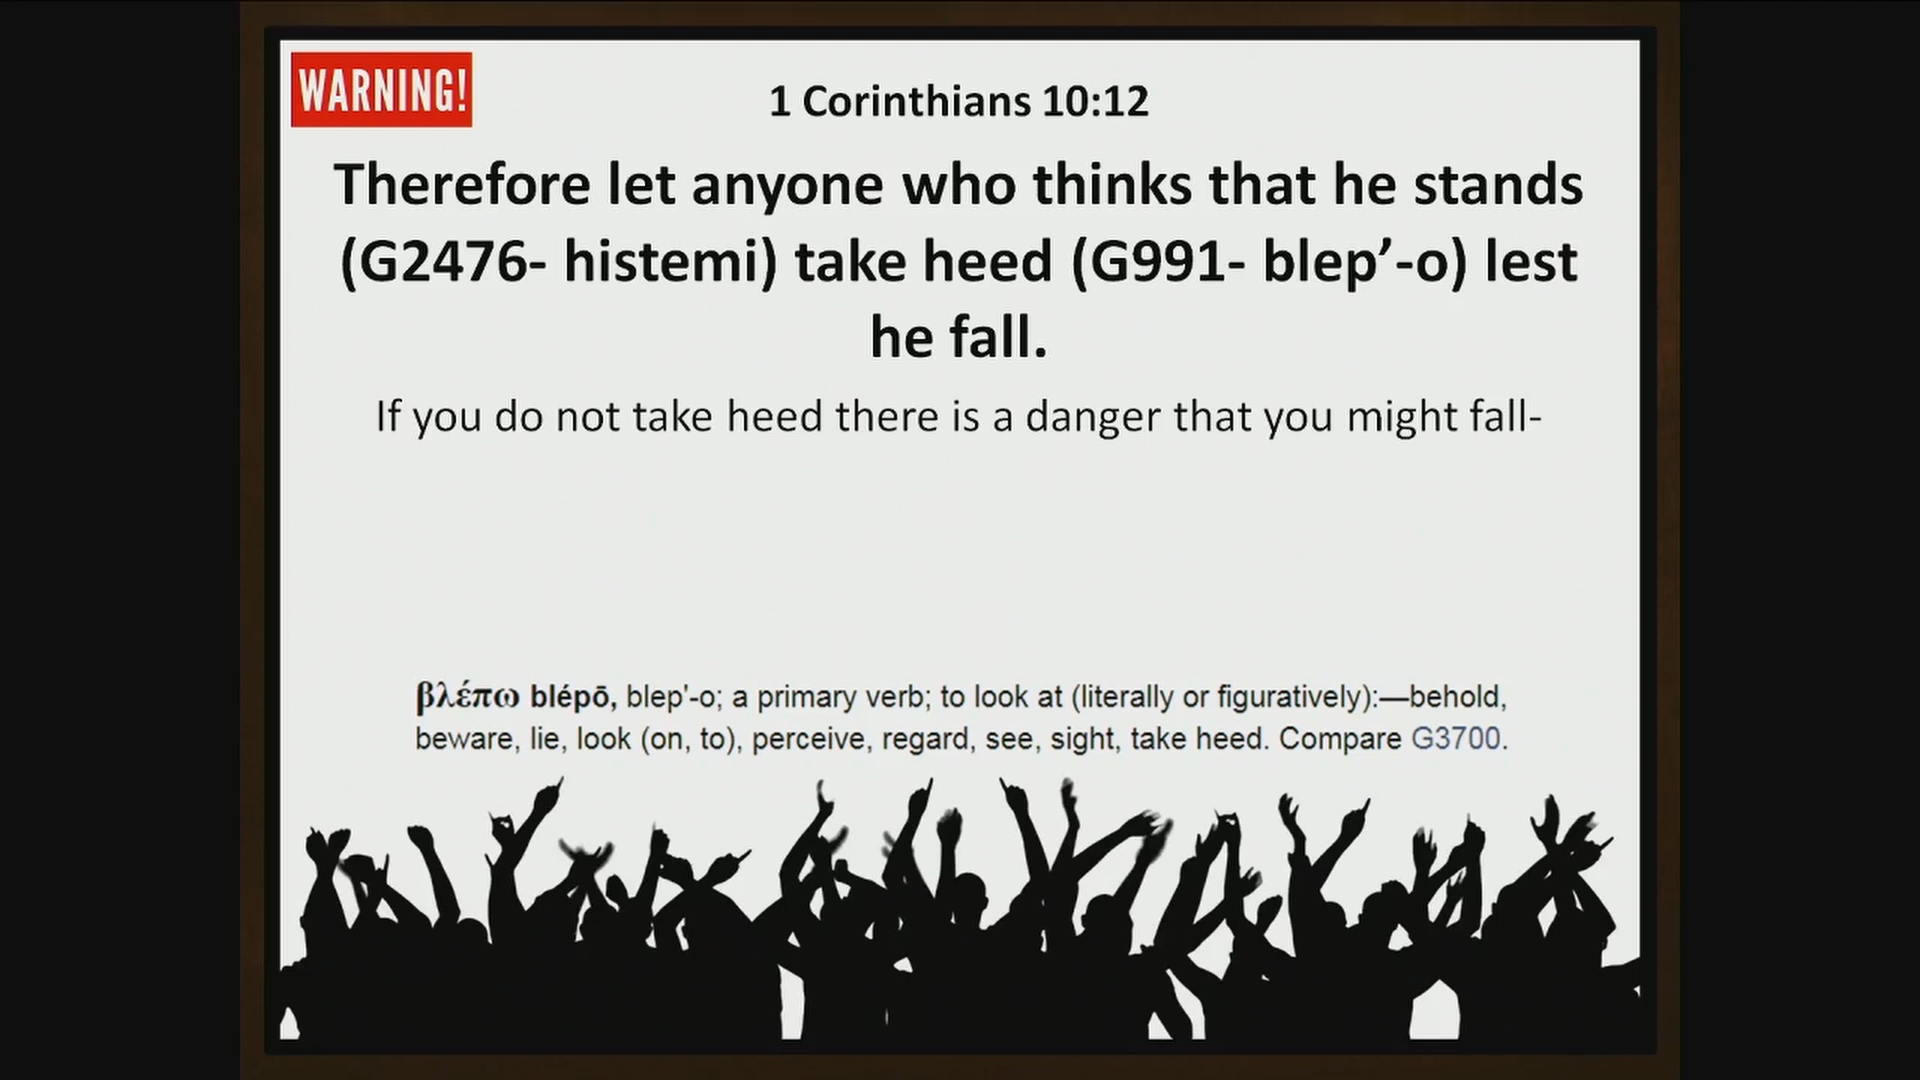 WARNING!
1 Corinthians 10:12
Therefore let anyone who thinks that he stands
(G2476- histemi) take heed (G991- blep’-o) lest
he fall.
If you do not take heed there is a danger that you might fall-
βλέπω blépō, blep'-o; a primary verb; to look at (literally or figuratively):—behold,
beware, lie, look (on, to), perceive, regard, see, sight, take heed. Compare G3700.